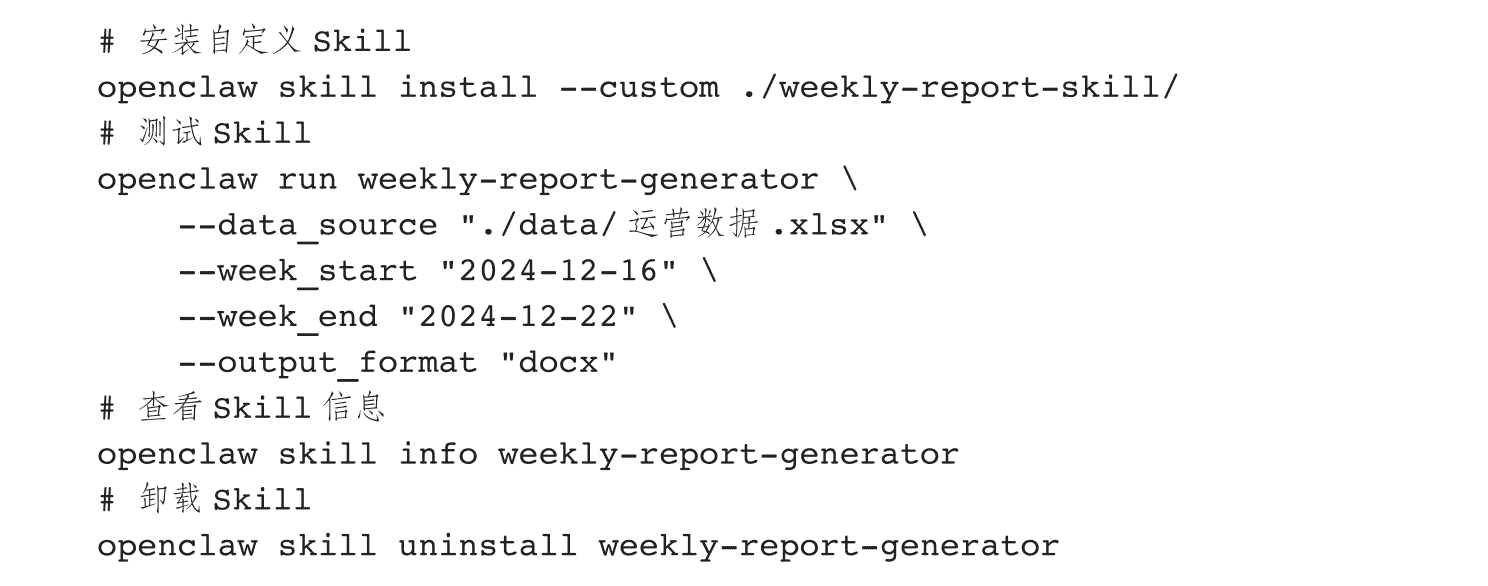 # 安装自定义 Skill
openclaw skill install --custom ./weekly-report-skill/
# 测试 Skill
openclaw run weekly-report-generator \
    --data_source "./data/ 运营数据 .xlsx" \
    --week_start "2024-12-16" \
    --week_end "2024-12-22" \
    --output_format "docx"
# 查看 Skill 信息
openclaw skill info weekly-report-generator
# 卸载 Skill
openclaw skill uninstall weekly-report-generator